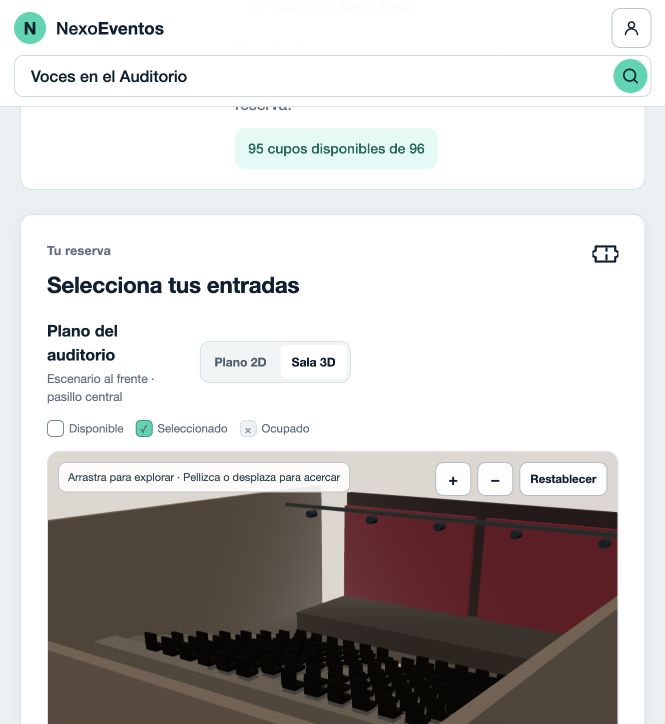 NexoEventos
Voces en el Auditorio
reserva.
95 cupos disponibles de 96
Tu reserva
Selecciona tus entradas
Plano del
auditorio
Escenario al frente ·
pasillo central
Plano 2D
Sala 3D
Disponible
✓ Seleccionado
× Ocupado
Arrastra para explorar · Pellizca o desplaza para acercar
+
−
Restablecer